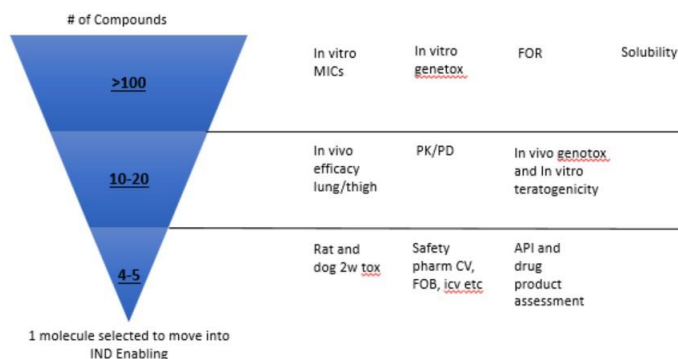 # of Compounds
>100
In vitro
MICs
In vitro
genetox
FOR
Solubility
10-20
In vivo
efficacy
lung/thigh
PK/PD
In vivo genotox
and In vitro
teratogenicity
4-5
Rat and
dog 2w tox
Safety
pharm CV,
FOB, icv etc
API and
drug
product
assessment
1 molecule selected to move into
IND Enabling